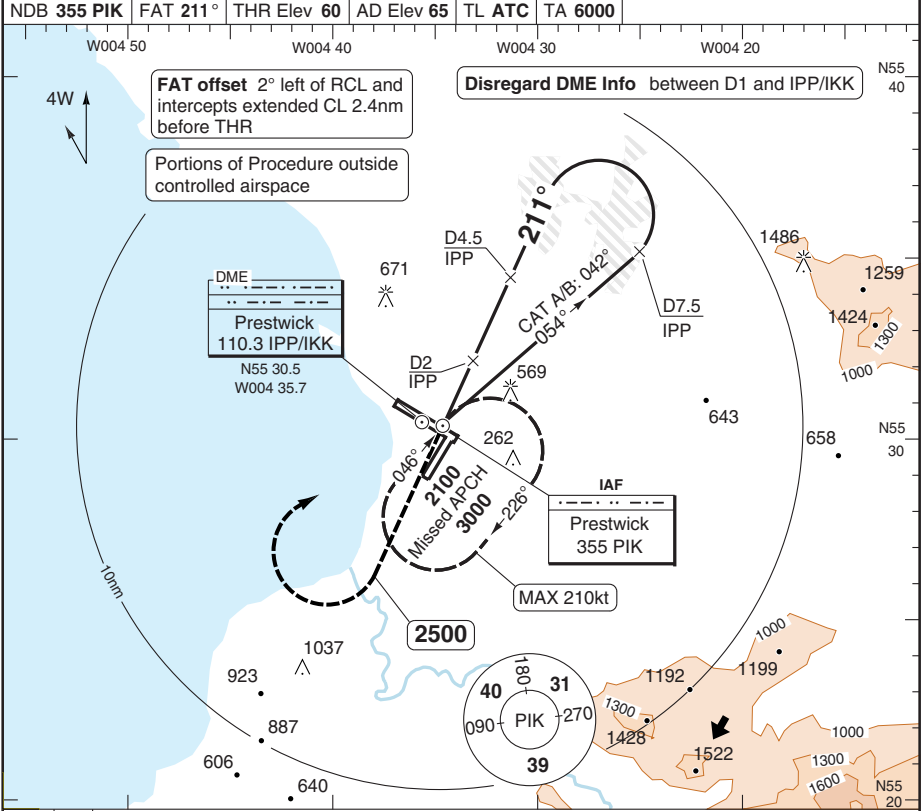 NDB 355 PIK FAT 211° THR Elev 60 AD Elev 65 TL ATC TA 6000
W004 50
W004 40
W004 30
W004 20
N55
40
4W
FAT offset 2° left of RCL and
intercepts extended CL 2.4nm
before THR
Disregard DME Info between D1 and IPP/IKK
Portions of Procedure outside
controlled airspace
211°
D4.5
IPP
671
1486
1259
1424
1300
1000
CAT A/B: 042°
054°
D7.5
IPP
DME
Prestwick
110.3 IPP/IKK
N55 30.5
W004 35.7
D2
IPP
569
643
262
658
N55
30
046°
2100
Missed APCH
3000
226°
IAF
Prestwick
355 PIK
10nm
MAX 210kt
2500
1037
923
887
606
640
180
40
31
090
PIK
270
39
1000
1192
1199
1300
1428
1522
1000
1300
1600
N55
20